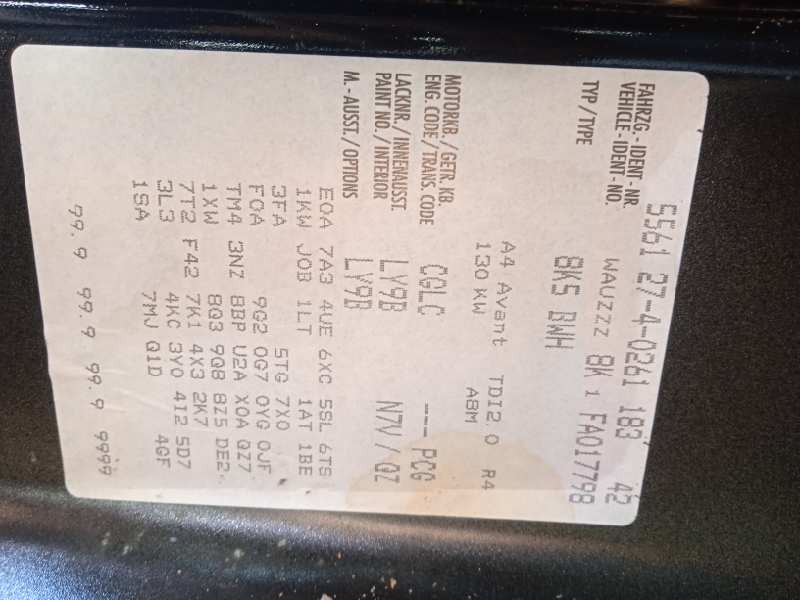 5561 27-4-0261 183 42
FAHRZG.-IDENT-NR.
VEHICLE-IDENT-NO. WAUZZZ 8K1 FA017798
TYP/TYPE 8K5 BWH
A4 Avant TDI2.0 R4
130 KW A8M
MOTORKB./GETR.KB.
ENG.CODE/TRANS.CODE CGLC --- PCG
LACKNR./INNENAUSST. LY9B N7V/QZ
PAINT NO./INTERIOR LY9B
M.-AUSST./OPTIONS
E0A 7A3 4UE 6XC 5SL 6TS
1KW J0B 1LT 1AT 1BE
3FA 5TG 7X0
F0A 9G2 0G7 0YG 0JF
TM4 3NZ 8BP U2A X0A QZ7
1XW 8Q3 9Q8 8Z5 DE2
7T2 F42 7K1 4X3 2K7
3L3 4KC 3Y0 4I2 5D7
1SA 7MJ Q1D 4GF
99.9 99.9 99.9 9999